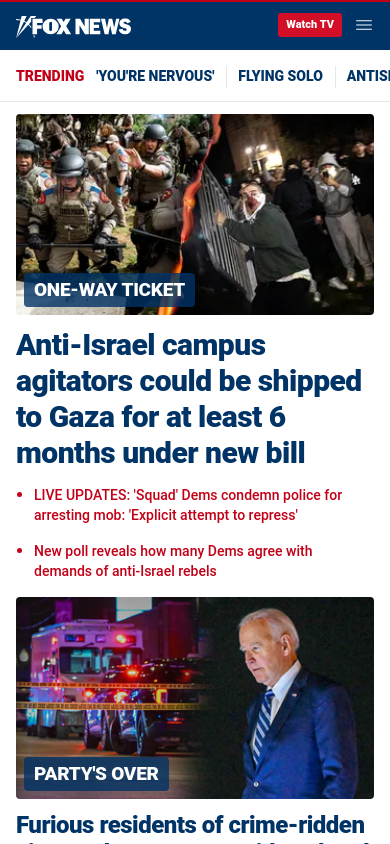 FOX NEWS
Watch TV
TRENDING 'YOU'RE NERVOUS' FLYING SOLO
ONE-WAY TICKET
Anti-Israel campus
agitators could be shipped
to Gaza for at least 6
months under new bill
LIVE UPDATES: 'Squad' Dems condemn police for
arresting mob: 'Explicit attempt to repress'
New poll reveals how many Dems agree with
demands of anti-Israel rebels
PARTY'S OVER
Furious residents of crime-ridden